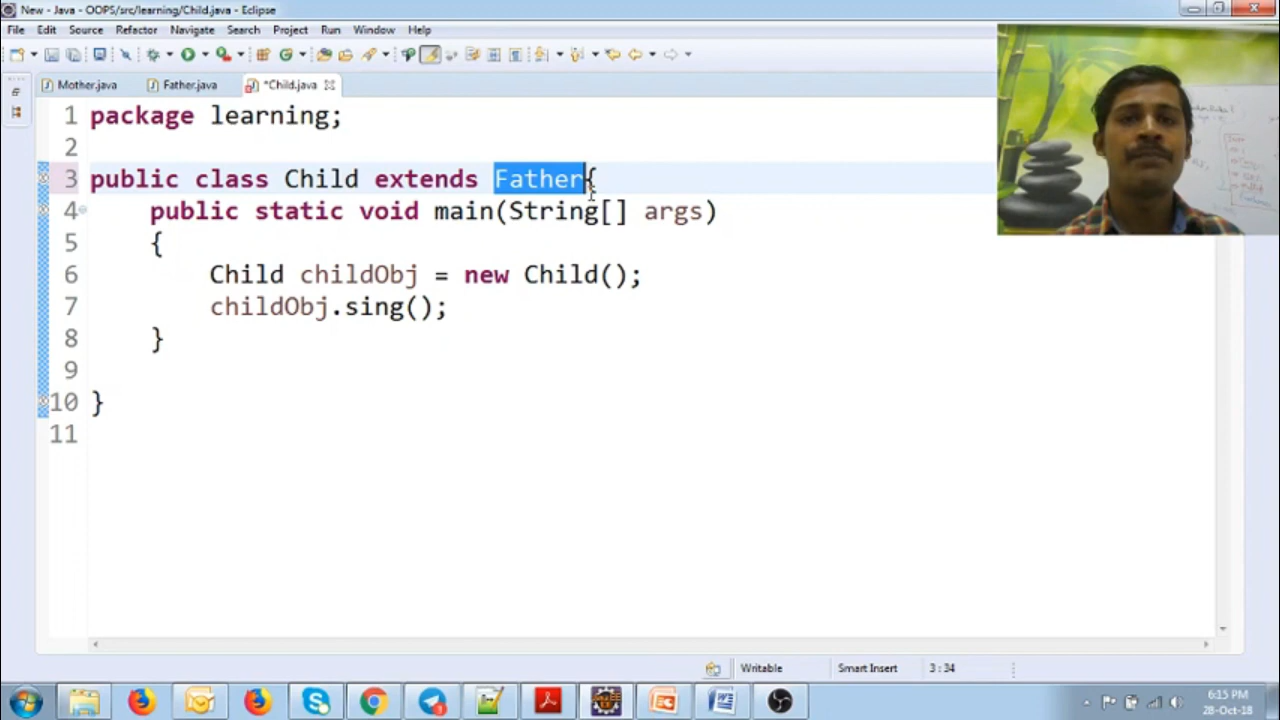 New - Java - OOPS/src/learning/Child.java - Eclipse
File Edit Source Refactor Navigate Search Project Run Window Help
Mother.java Father.java *Child.java
1 package learning;
2
3 public class Child extends Father{
4 public static void main(String[] args)
5 {
6 Child childObj = new Child();
7 childObj.sing();
8 }
9
10 }
11
Writable Smart Insert 3 : 34
6:15 PM
28-Oct-18